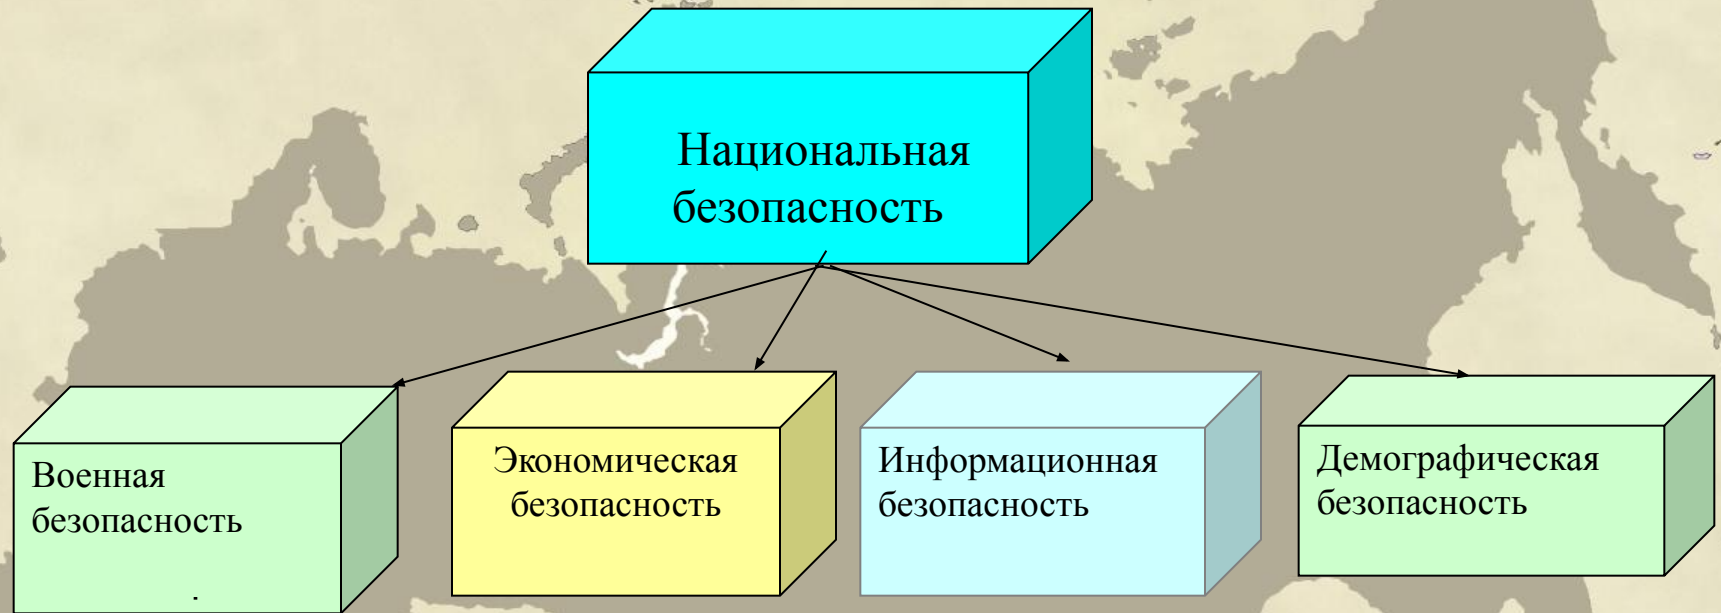 Национальная
безопасность
Военная
безопасность
.
Экономическая
безопасность
Информационная
безопасность
Демографическая
безопасность